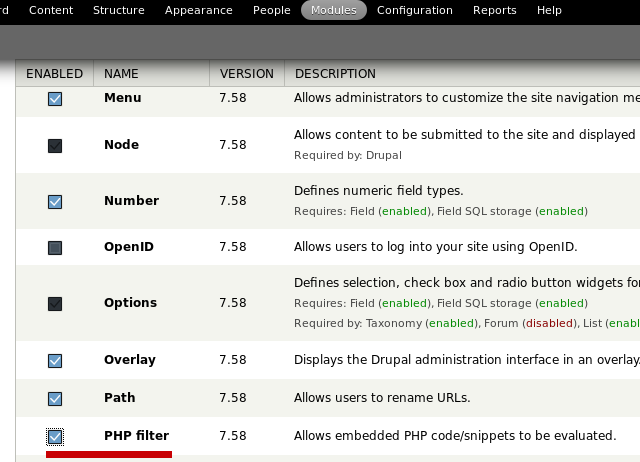 rd Content Structure Appearance People Modules Configuration Reports Help
ENABLED NAME VERSION DESCRIPTION
Menu 7.58 Allows administrators to customize the site navigation me
Node 7.58 Allows content to be submitted to the site and displayed
Required by: Drupal
Number 7.58 Defines numeric field types.
Requires: Field (enabled), Field SQL storage (enabled)
OpenID 7.58 Allows users to log into your site using OpenID.
Options 7.58 Defines selection, check box and radio button widgets for
Requires: Field (enabled), Field SQL storage (enabled)
Required by: Taxonomy (enabled), Forum (disabled), List (enabl
Overlay 7.58 Displays the Drupal administration interface in an overlay.
Path 7.58 Allows users to rename URLs.
PHP filter 7.58 Allows embedded PHP code/snippets to be evaluated.